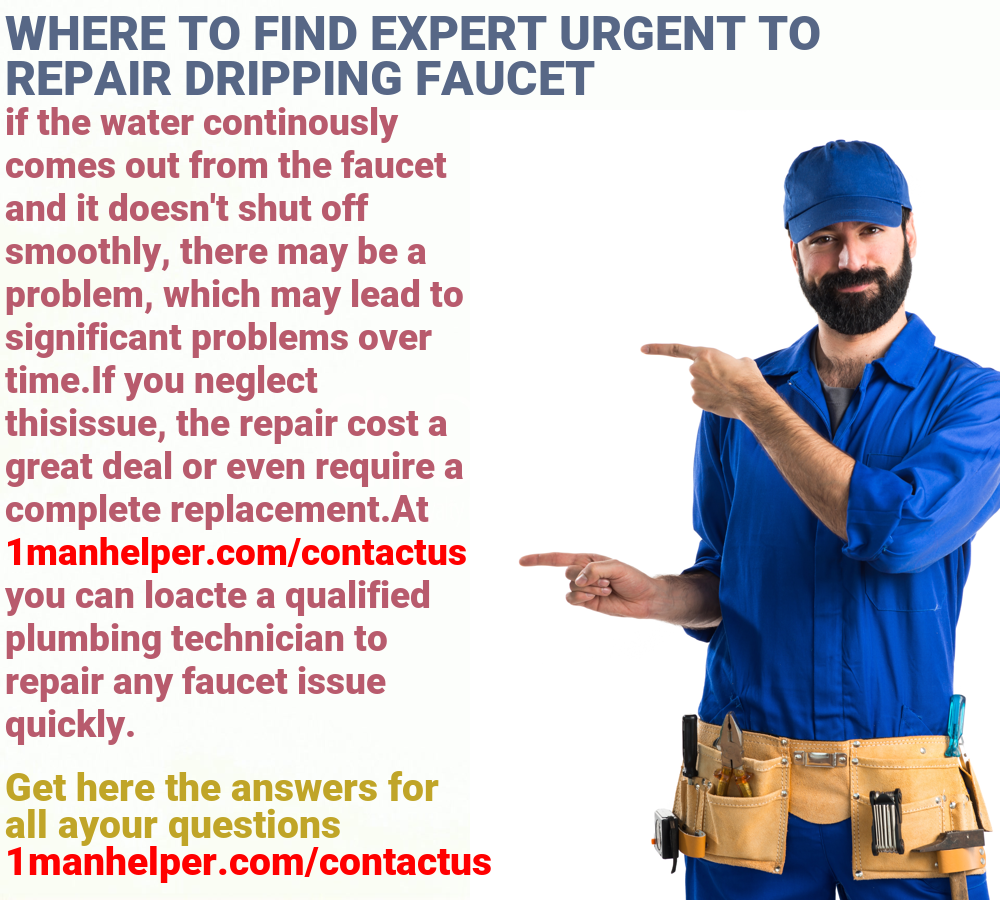 WHERE TO FIND EXPERT URGENT TO
REPAIR DRIPPING FAUCET
if the water continously
comes out from the faucet
and it doesn't shut off
smoothly, there may be a
problem, which may lead to
significant problems over
time.If you neglect
thisissue, the repair cost a
great deal or even require a
complete replacement.At
1manhelper.com/contactus
you can loacte a qualified
plumbing technician to
repair any faucet issue
quickly.
Get here the answers for
all ayour questions
1manhelper.com/contactus